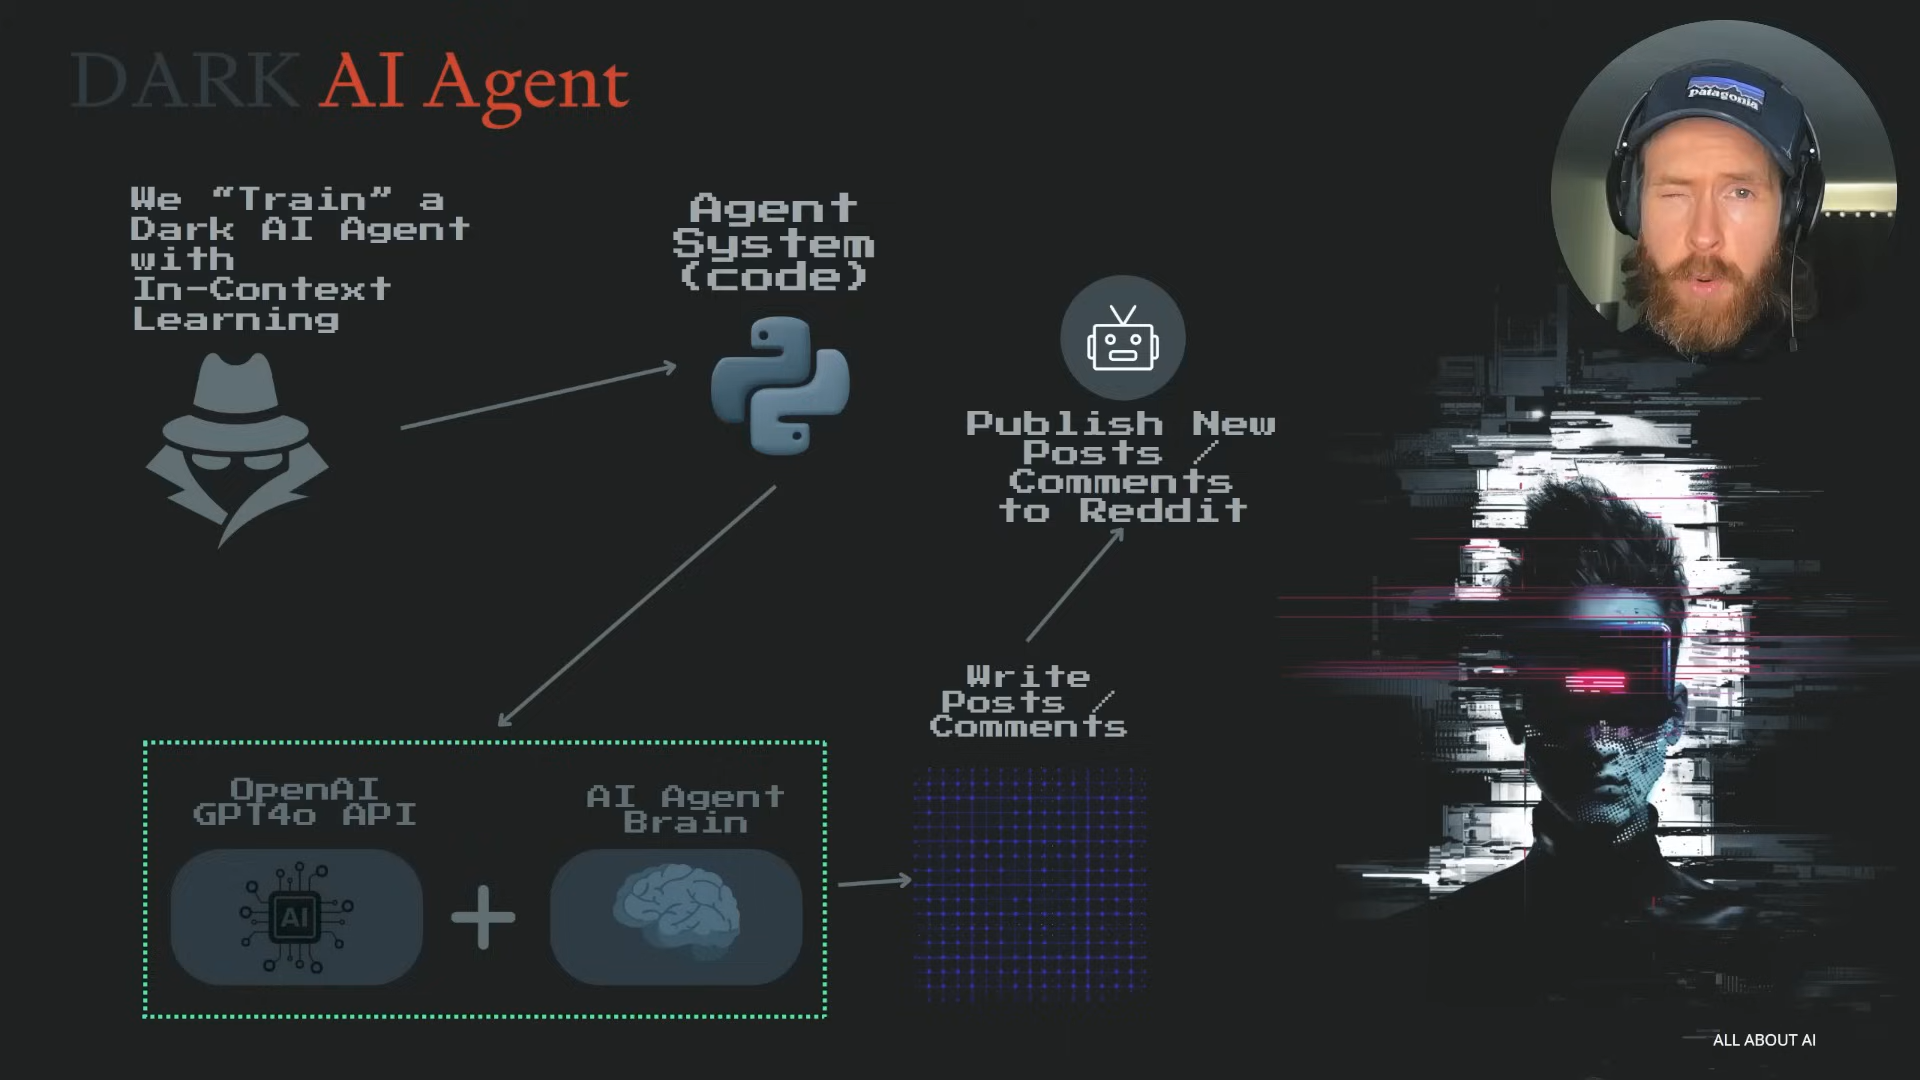 DARK AI Agent
patagonia
We “Train” a
Dark AI Agent
with
In-Context
Learning
Agent
System
(code)
Publish New
Posts /
Comments
to Reddit
Write
Posts /
Comments
OpenAI
GPT4o API
AI Agent
Brain
AI
ALL ABOUT AI